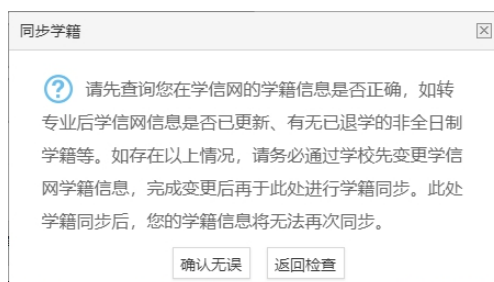 同步学籍
请先查询您在学信网的学籍信息是否正确，如转
专业后学信网信息是否已更新、有无已退学的非全日制
学籍等。如存在以上情况，请务必通过学校先变更学信
网学籍信息，完成变更后再于此处进行学籍同步。此处
学籍同步后，您的学籍信息将无法再次同步。
确认无误 返回检查